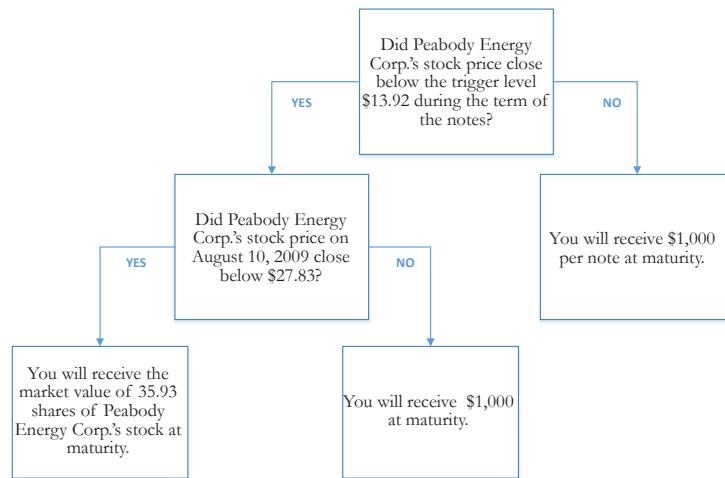 Did Peabody Energy
Corp.'s stock price close
below the trigger level
$13.92 during the term of
the notes?
YES
NO
Did Peabody Energy
Corp.'s stock price on
August 10, 2009 close
below $27.83?
You will receive $1,000
per note at maturity.
YES
NO
You will receive the
market value of 35.93
shares of Peabody
Energy Corp.'s stock at
maturity.
You will receive $1,000
at maturity.